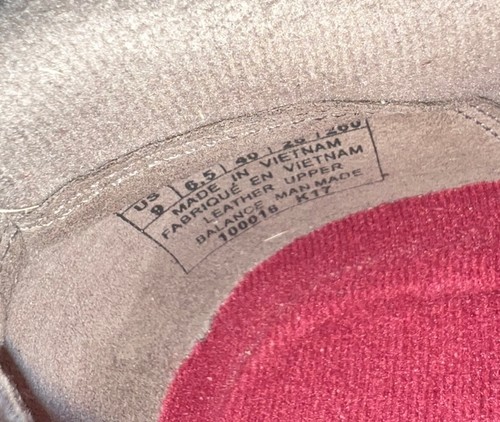 US
9 6.5 40 26 260
MADE IN VIETNAM
FABRIQUÉ EN VIETNAM
LEATHER UPPER
BALANCE MAN MADE
100018 K17